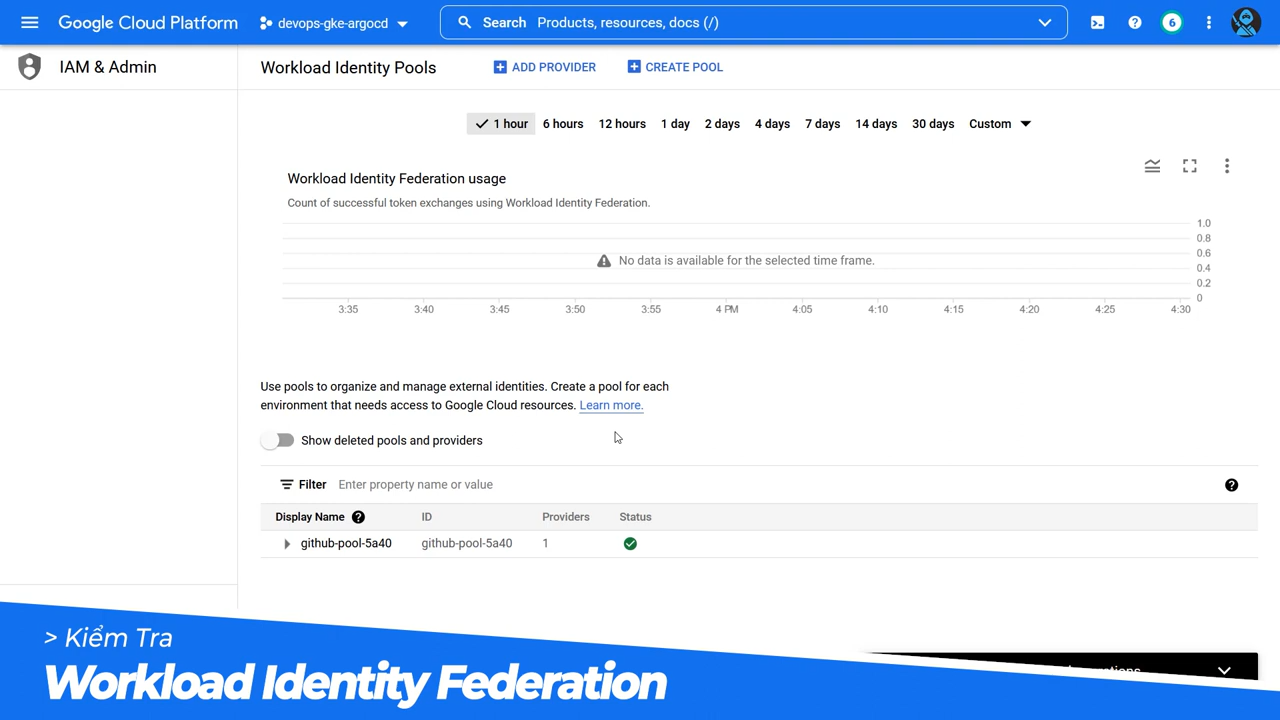 Google Cloud Platform
devops-gke-argocd
Search Products, resources, docs (/)
6
IAM & Admin
Workload Identity Pools
ADD PROVIDER
CREATE POOL
1 hour
6 hours
12 hours
1 day
2 days
4 days
7 days
14 days
30 days
Custom
Workload Identity Federation usage
Count of successful token exchanges using Workload Identity Federation.
1.0
0.8
0.6
0.4
0.2
0
No data is available for the selected time frame.
3:35
3:40
3:45
3:50
3:55
4 PM
4:05
4:10
4:15
4:20
4:25
4:30
Use pools to organize and manage external identities. Create a pool for each
environment that needs access to Google Cloud resources. Learn more.
Show deleted pools and providers
Filter Enter property name or value
Display Name ID Providers Status
github-pool-5a40 github-pool-5a40 1
> Kiểm Tra
Workload Identity Federation